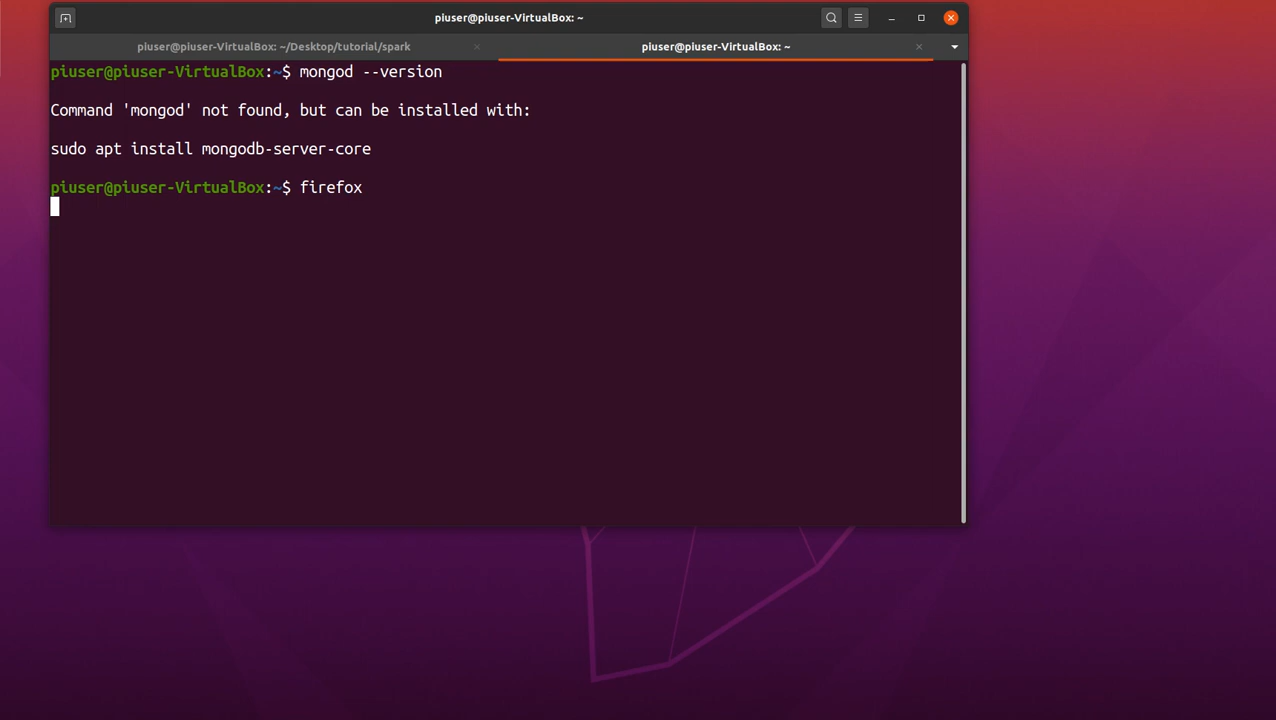 piuser@piuser-VirtualBox: ~
piuser@piuser-VirtualBox: ~/Desktop/tutorial/spark
piuser@piuser-VirtualBox: ~
piuser@piuser-VirtualBox:~$ mongod --version
Command 'mongod' not found, but can be installed with:
sudo apt install mongodb-server-core
piuser@piuser-VirtualBox:~$ firefox